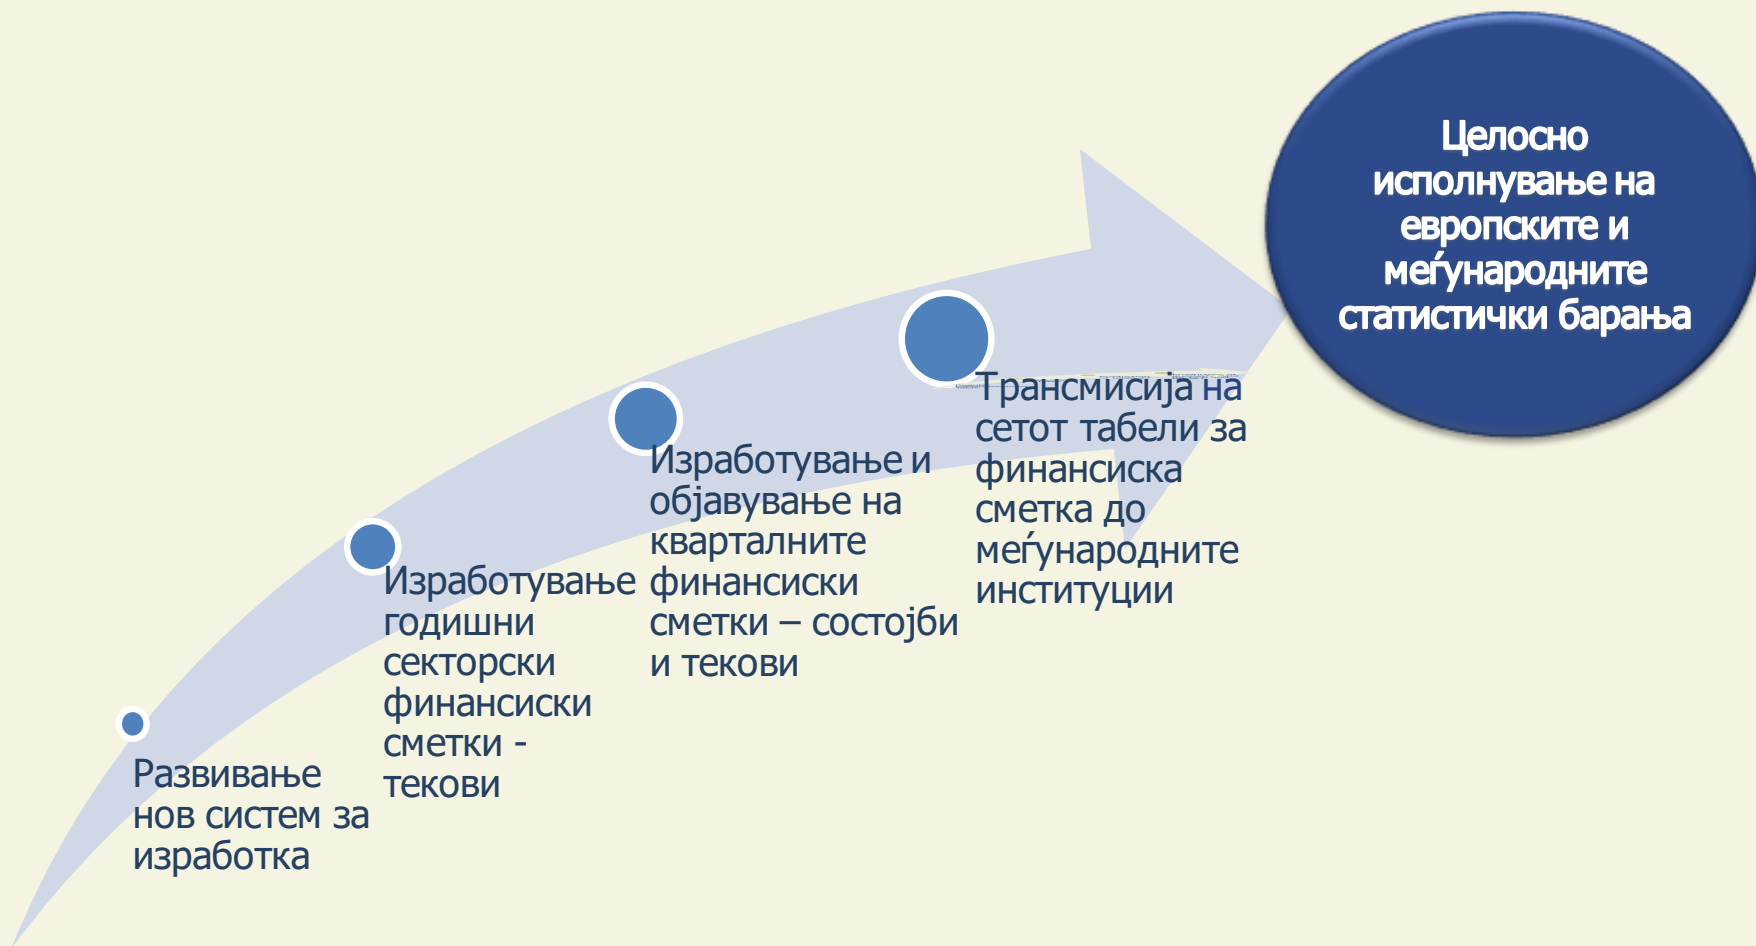 Целосно
исполнување на
европските и
меѓународните
статистички барања
Трансмисија на
сетот табели за
финансиска
сметка до
меѓународните
институции
Изработување и
објавување на
кварталните
финансиски
сметки – состојби
и текови
Изработување
годишни
секторски
финансиски
сметки -
текови
Развивање
нов систем за
изработка